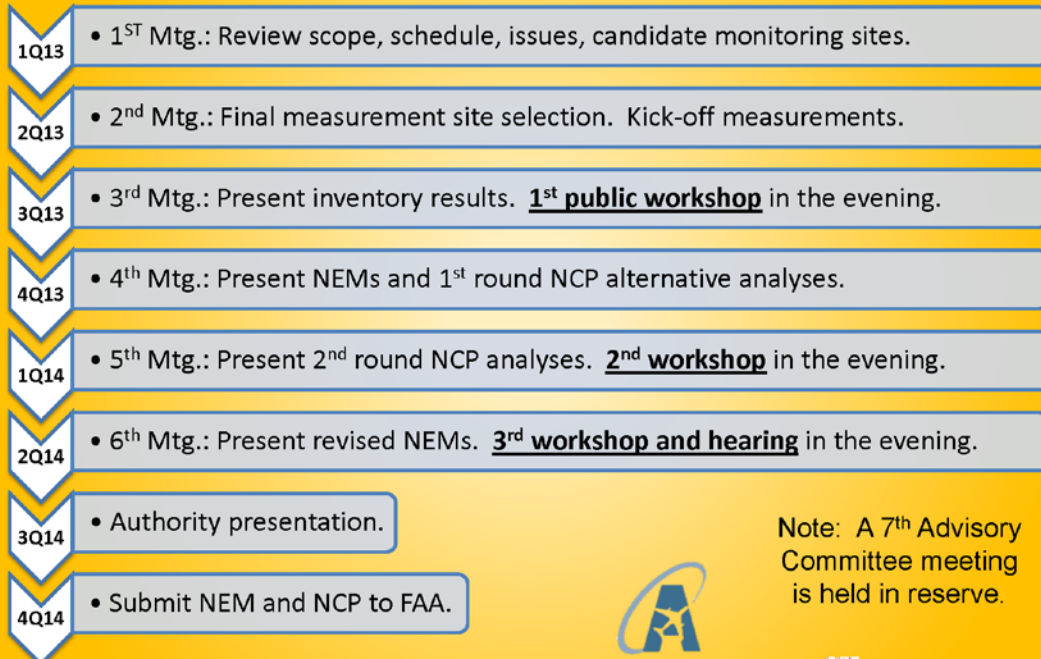 1Q13
• 1ST Mtg.: Review scope, schedule, issues, candidate monitoring sites.
2Q13
• 2nd Mtg.: Final measurement site selection. Kick-off measurements.
3Q13
• 3rd Mtg.: Present inventory results. 1st public workshop in the evening.
4Q13
• 4th Mtg.: Present NEMs and 1st round NCP alternative analyses.
1Q14
• 5th Mtg.: Present 2nd round NCP analyses. 2nd workshop in the evening.
2Q14
• 6th Mtg.: Present revised NEMs. 3rd workshop and hearing in the evening.
3Q14
• Authority presentation.
4Q14
• Submit NEM and NCP to FAA.
Note: A 7th Advisory
Committee meeting
is held in reserve.